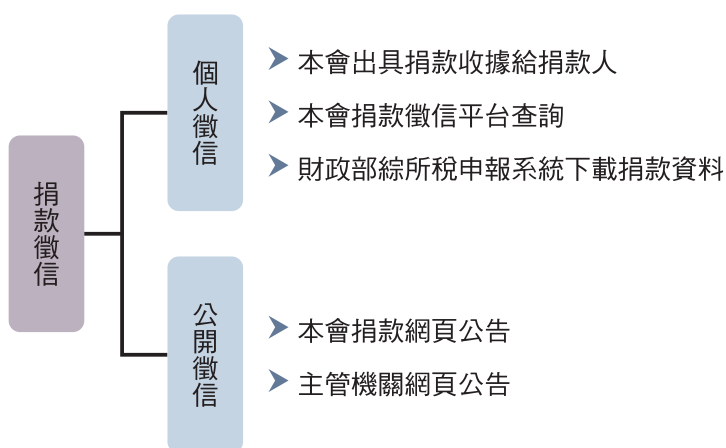 捐款徵信
個人徵信
本會出具捐款收據給捐款人
本會捐款徵信平台查詢
財政部綜所稅申報系統下載捐款資料
公開徵信
本會捐款網頁公告
主管機關網頁公告